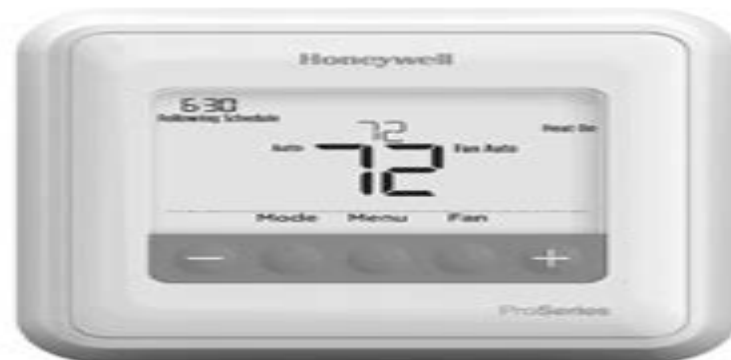 Honeywell
6:30
Following Schedule
72
Heat On
Auto 72 Fan Auto
Mode Menu Fan
− +
ProSeries